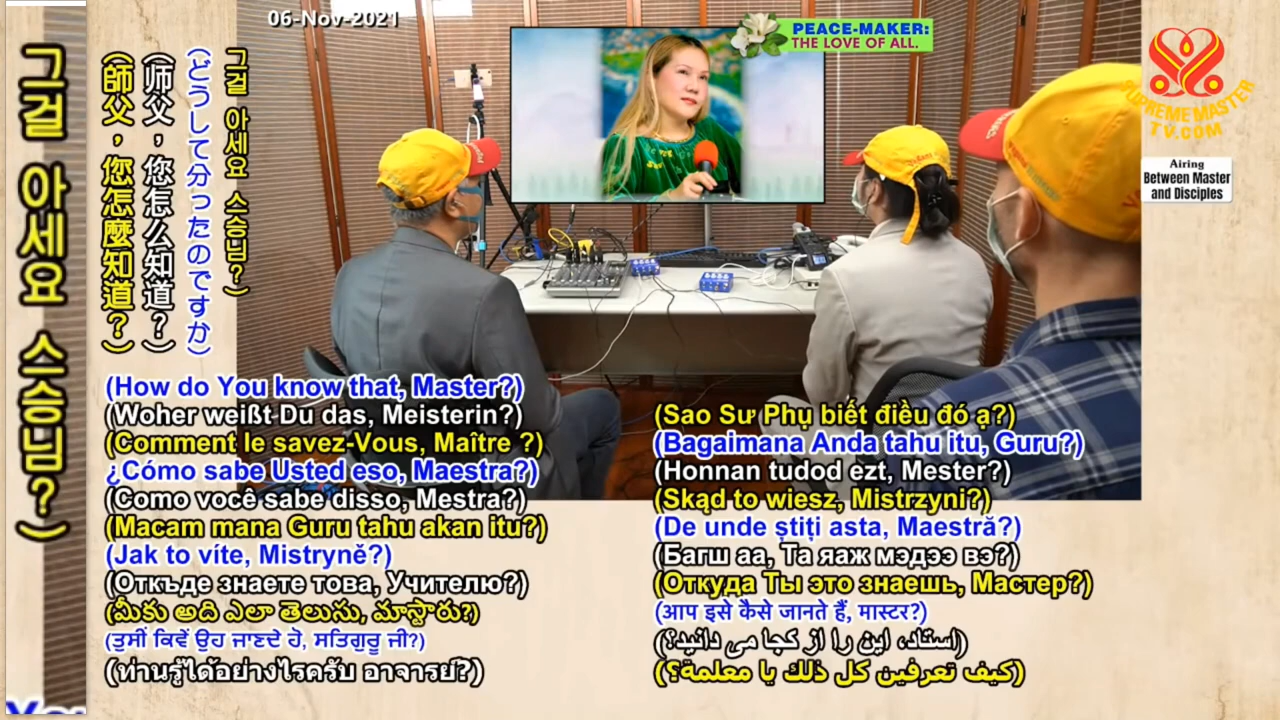 06-Nov-2021
PEACE-MAKER:
THE LOVE OF ALL.
SUPREME MASTER
TV.COM
Airing
Between Master
and Disciples
그걸 아세요 스승님?)
(師父，您怎麼知道？)
(师父，您怎么知道？)
(どうして分ったのですか)
그걸 아세요 스승님?)
(How do You know that, Master?)
(Woher weißt Du das, Meisterin?)
(Comment le savez-Vous, Maître ?)
(¿Cómo sabe Usted eso, Maestra?)
(Como você sabe disso, Mestra?)
(Macam mana Guru tahu akan itu?)
(Jak to víte, Mistryně?)
(Откъде знаете това, Учителю?)
(మీకు అది ఎలా తెలుసు, మాస్టారు?)
(ਤੁਸੀਂ ਕਿਵੇਂ ਉਹ ਜਾਣਦੇ ਹੋ, ਸਤਿਗੁਰੂ ਜੀ?)
(ท่านรู้ได้อย่างไรครับ อาจารย์?)
(Sao Sư Phụ biết điều đó ạ?)
(Bagaimana Anda tahu itu, Guru?)
(Honnan tudod ezt, Mester?)
(Skąd to wiesz, Mistrzyni?)
(De unde știți asta, Maestră?)
(Багш аа, Та яаж мэдээ вэ?)
(Откуда Ты это знаешь, Мастер?)
(आप इसे कैसे जानते हैं, मास्टर?)
(استاد، این را از کجا می دانید؟)
(كيف تعرفين كل ذلك يا معلمة؟)